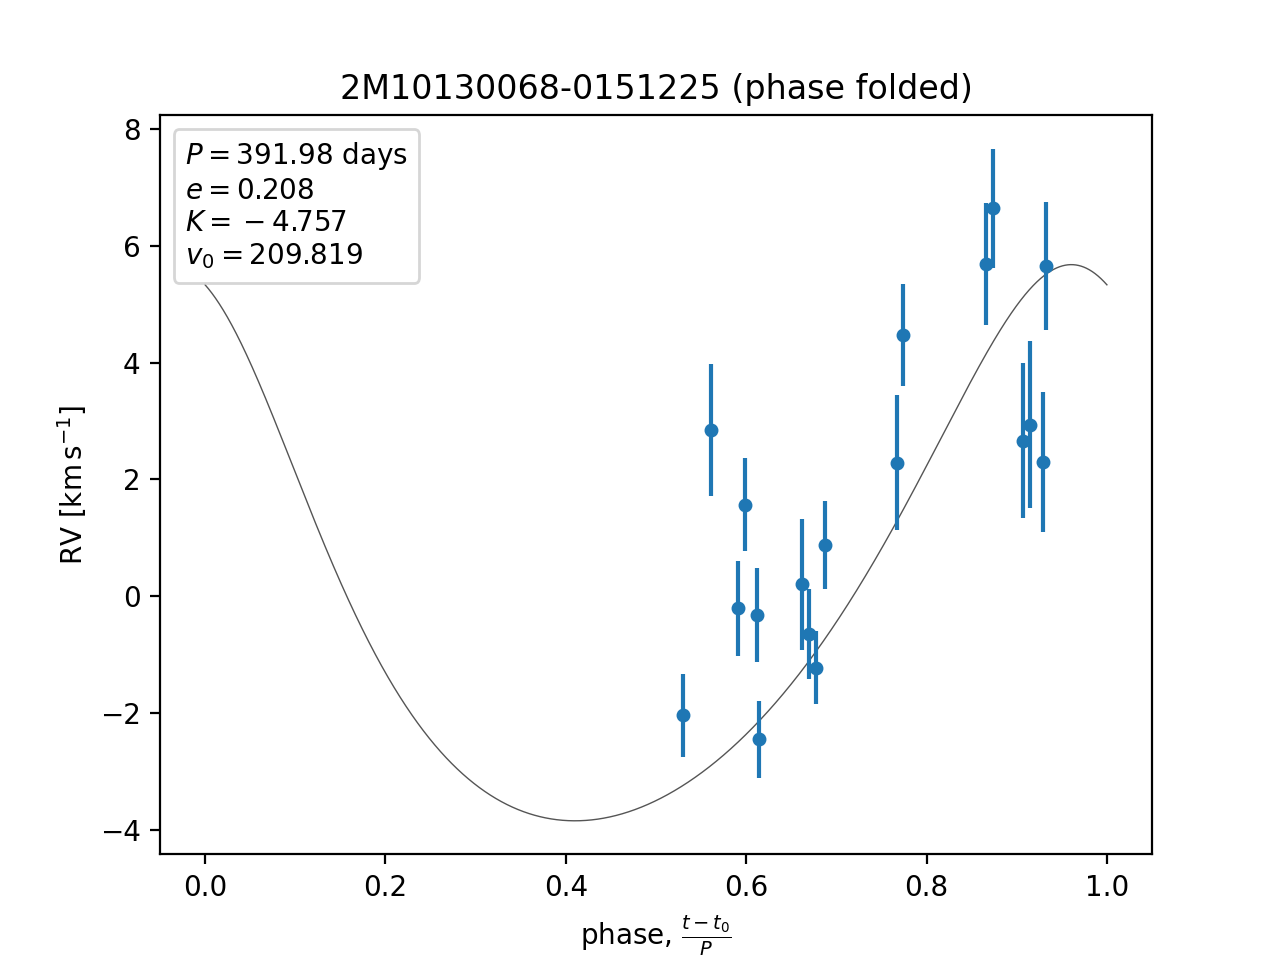 2M10130068-0151225 (phase folded)
P = 391.98 days
e = 0.208
K = −4.757
v₀ = 209.819
RV [km s⁻¹]
8
6
4
2
0
−2
−4
0.0 0.2 0.4 0.6 0.8 1.0
phase, (t − t₀)/P